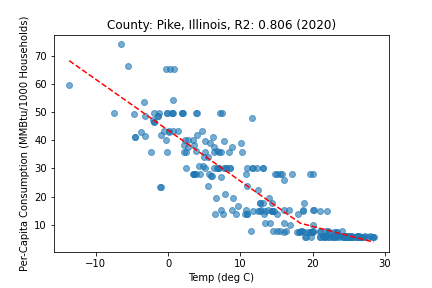 County: Pike, Illinois, R2: 0.806 (2020)
Per-Capita Consumption (MMBtu/1000 Households)
70
60
50
40
30
20
10
−10 0 10 20 30
Temp (deg C)